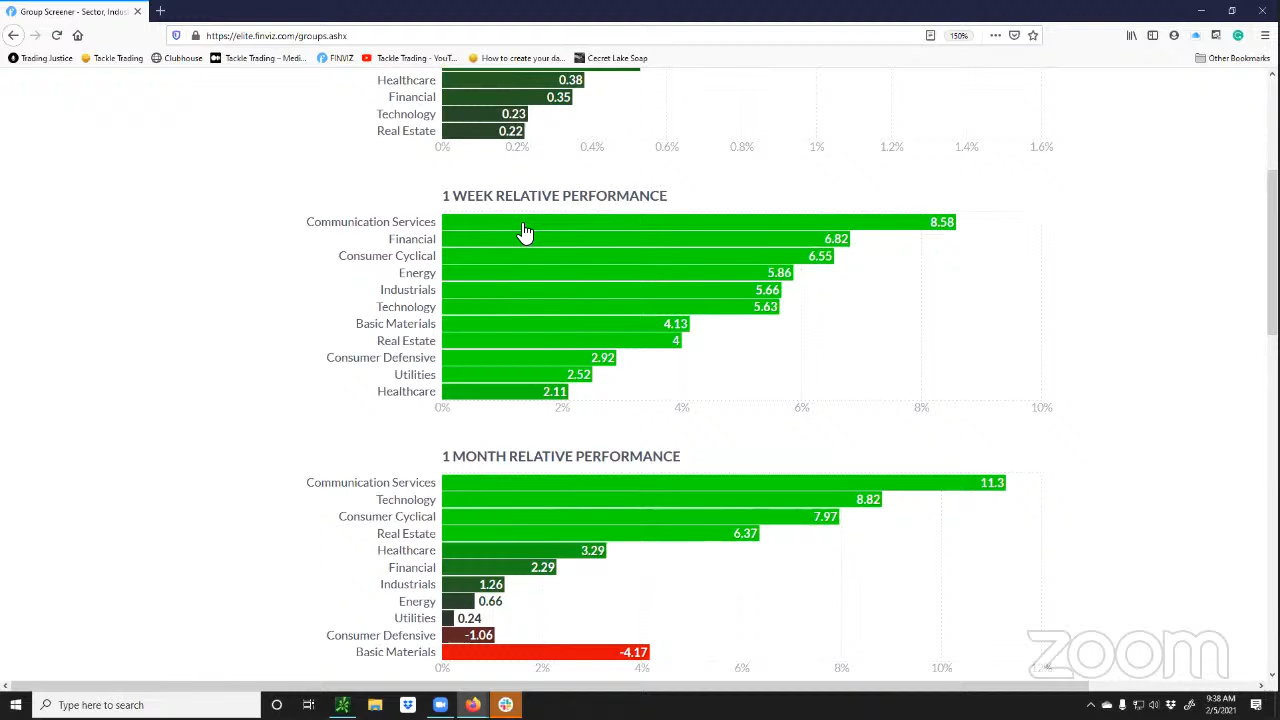 Group Screener - Sector, Indus
https://elite.finviz.com/groups.ashx
150%
Trading Justice
Tackle Trading
Clubhouse
Tackle Trading – Medi...
FINVIZ
Tackle Trading - YouT...
How to create your da...
Cecret Lake Soap
Other Bookmarks
Healthcare 0.38
Financial 0.35
Technology 0.23
Real Estate 0.22
0% 0.2% 0.4% 0.6% 0.8% 1% 1.2% 1.4% 1.6%
1 WEEK RELATIVE PERFORMANCE
Communication Services 8.58
Financial 6.82
Consumer Cyclical 6.55
Energy 5.86
Industrials 5.66
Technology 5.63
Basic Materials 4.13
Real Estate 4
Consumer Defensive 2.92
Utilities 2.52
Healthcare 2.11
0% 2% 4% 6% 8% 10%
1 MONTH RELATIVE PERFORMANCE
Communication Services 11.3
Technology 8.82
Consumer Cyclical 7.97
Real Estate 6.37
Healthcare 3.29
Financial 2.29
Industrials 1.26
Energy 0.66
Utilities 0.24
Consumer Defensive -1.06
Basic Materials -4.17
0% 2% 4% 6% 8% 10% 12%
zoom
Type here to search
9:38 AM
2/5/2021